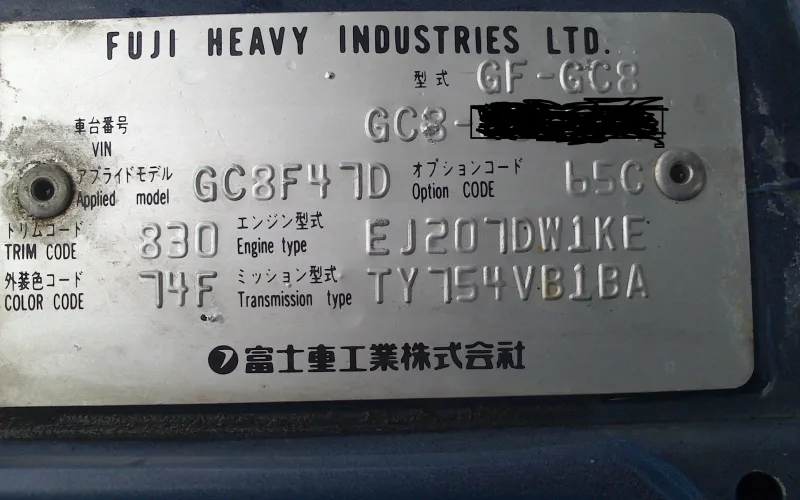 FUJI HEAVY INDUSTRIES LTD.
型式 GF-GC8
車台番号 GC8-
VIN
アプライドモデル GC8F47D オプションコード 65C
Applied model Option CODE
トリムコード 830 エンジン型式 EJ207DW1KE
TRIM CODE Engine type
外装色コード 74F ミッション型式 TY754VB1BA
COLOR CODE Transmission type
富士重工業株式会社